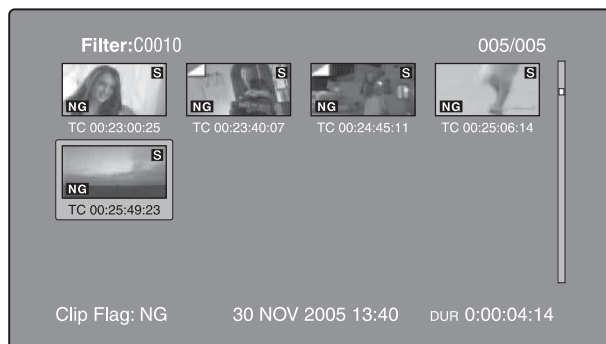 Filter:C0010 005/005
S S S S
NG NG NG NG
TC 00:23:00:25 TC 00:23:40:07 TC 00:24:45:11 TC 00:25:06:14
S
NG
TC 00:25:49:23
Clip Flag: NG 30 NOV 2005 13:40 DUR 0:00:04:14